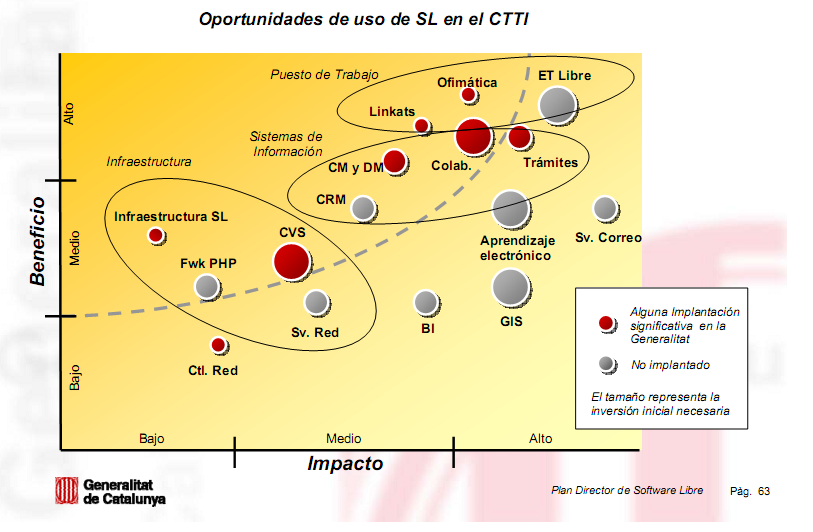 Oportunidades de uso de SL en el CTTI
Puesto de Trabajo
Ofimática
ET Libre
Linkats
Alto
Sistemas de
Información
CM y DM
Colab.
Trámites
Infraestructura
CRM
Infraestructura SL
CVS
Aprendizaje
electrónico
Sv. Correo
Beneficio
Medio
Fwk PHP
Sv. Red
BI
GIS
Ctl. Red
Bajo
Alguna Implantación
significativa en la
Generalitat
No implantado
El tamaño representa la
inversión inicial necesaria
Bajo
Medio
Alto
Impacto
Generalitat
de Catalunya
Plan Director de Software Libre
Pàg. 63